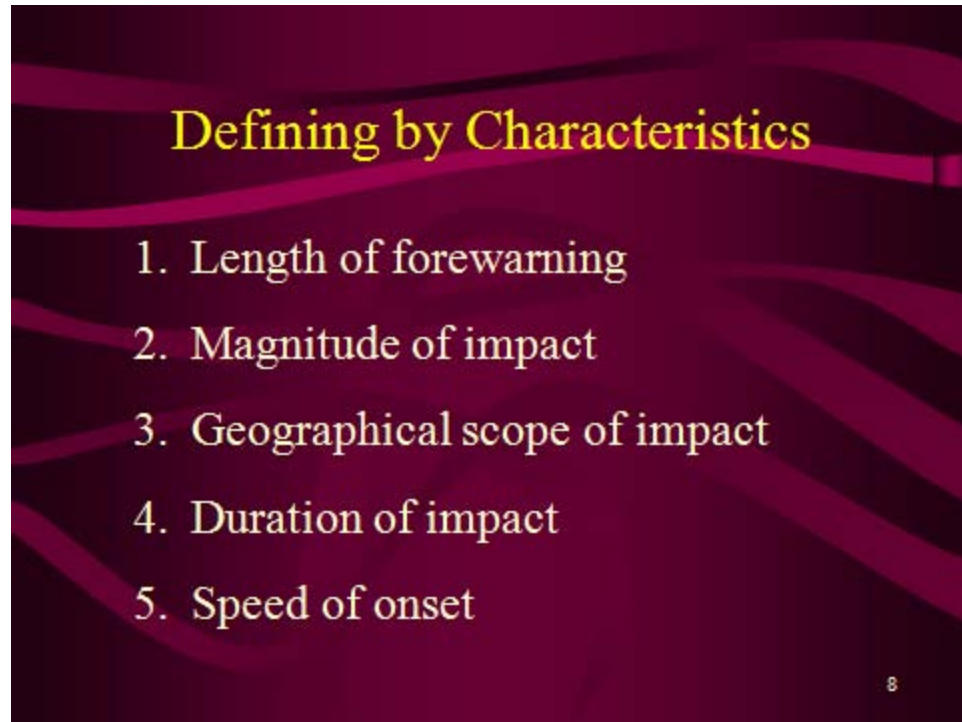 Defining by Characteristics
1. Length of forewarning
2. Magnitude of impact
3. Geographical scope of impact
4. Duration of impact
5. Speed of onset
8